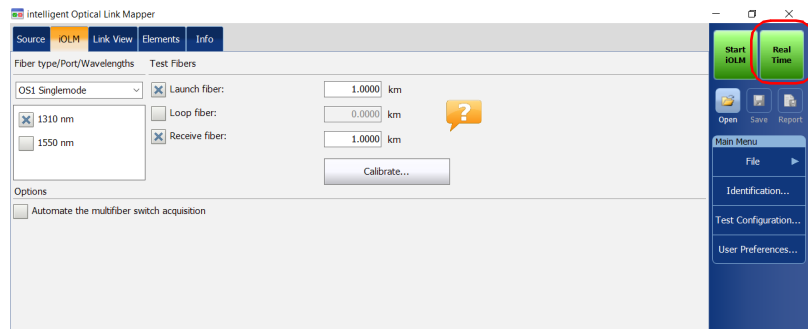 intelligent Optical Link Mapper
Source iOLM Link View Elements Info
Fiber type/Port/Wavelengths Test Fibers
OS1 Singlemode
1310 nm
1550 nm
Launch fiber: 1.0000 km
Loop fiber: 0.0000 km
Receive fiber: 1.0000 km
?
Calibrate...
Options
Automate the multifiber switch acquisition
Start iOLM
Real Time
Open Save Report
Main Menu
File
Identification...
Test Configuration...
User Preferences...